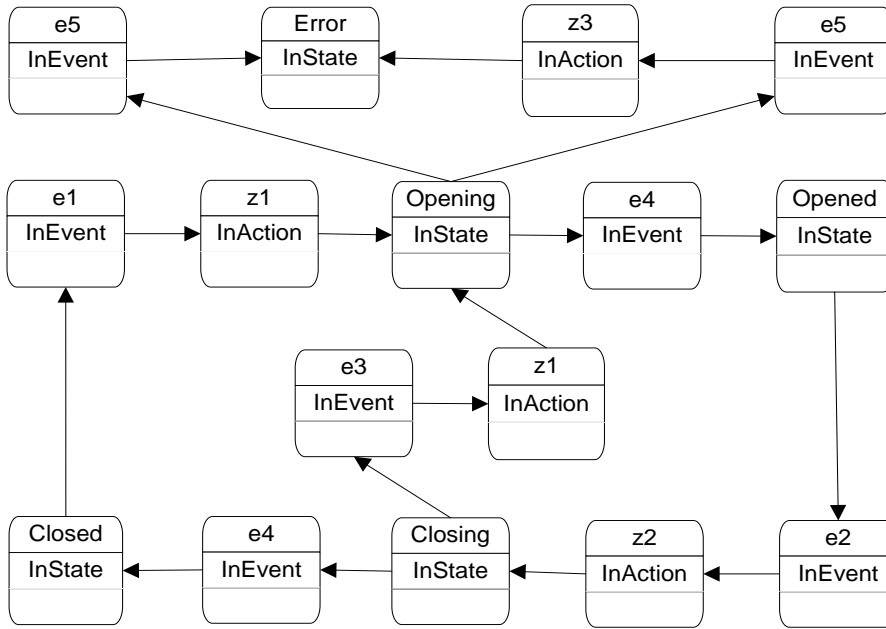 e5
InEvent
Error
InState
z3
InAction
e5
InEvent
e1
InEvent
z1
InAction
Opening
InState
e4
InEvent
Opened
InState
e3
InEvent
z1
InAction
Closed
InState
e4
InEvent
Closing
InState
z2
InAction
e2
InEvent